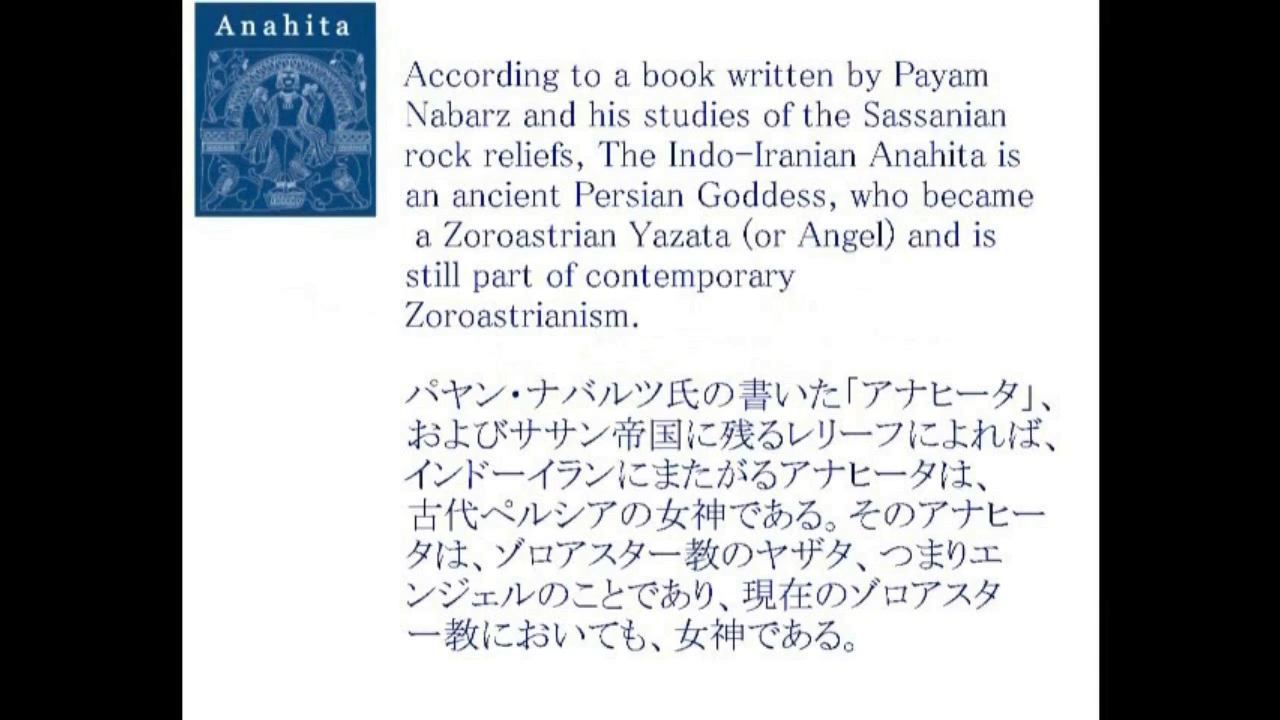 Anahita
According to a book written by Payam
Nabarz and his studies of the Sassanian
rock reliefs, The Indo-Iranian Anahita is
an ancient Persian Goddess, who became
a Zoroastrian Yazata (or Angel) and is
still part of contemporary
Zoroastrianism.
パヤン・ナバルツ氏の書いた「アナヒータ」、
およびササン帝国に残るレリーフによれば、
インドーイランにまたがるアナヒータは、
古代ペルシアの女神である。そのアナヒー
タは、ゾロアスター教のヤザタ、つまりエ
ンジェルのことであり、現在のゾロアスタ
ー教においても、女神である。